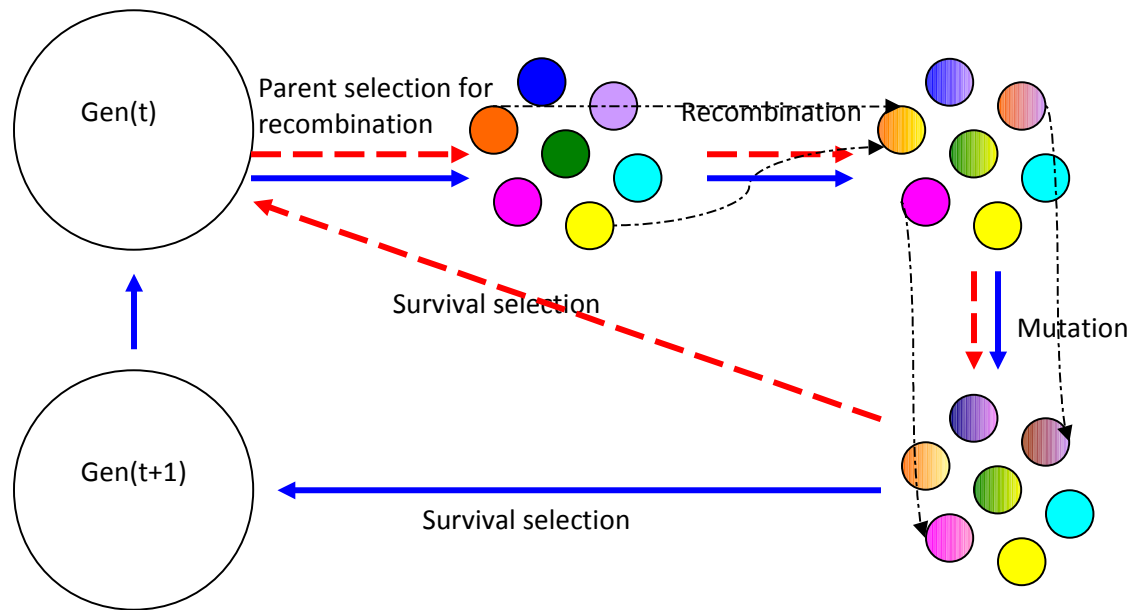 Gen(t)
Parent selection for
recombination
Recombination
Survival selection
Mutation
Gen(t+1)
Survival selection